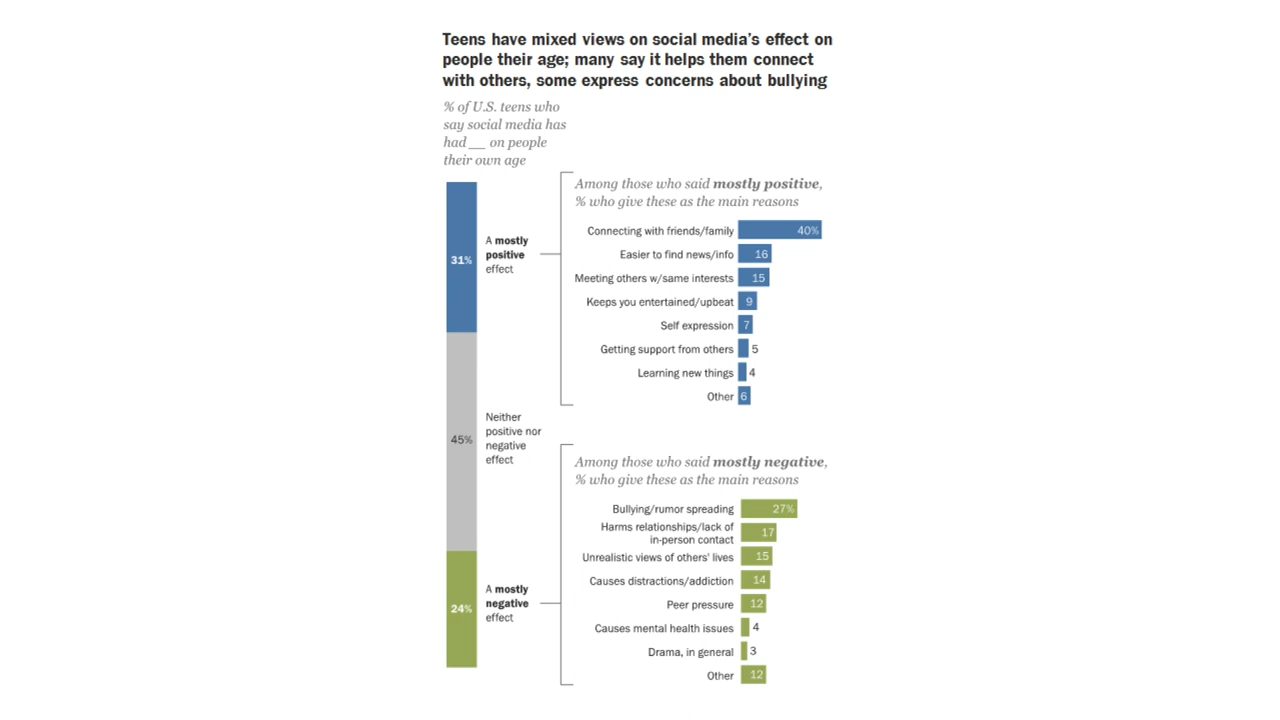 Teens have mixed views on social media's effect on
people their age; many say it helps them connect
with others, some express concerns about bullying
% of U.S. teens who
say social media has
had __ on people
their own age
31%
A mostly
positive
effect
Among those who said mostly positive,
% who give these as the main reasons
Connecting with friends/family 40%
Easier to find news/info 16
Meeting others w/same interests 15
Keeps you entertained/upbeat 9
Self expression 7
Getting support from others 5
Learning new things 4
Other 6
45%
Neither
positive nor
negative
effect
24%
A mostly
negative
effect
Among those who said mostly negative,
% who give these as the main reasons
Bullying/rumor spreading 27%
Harms relationships/lack of
in-person contact 17
Unrealistic views of others' lives 15
Causes distractions/addiction 14
Peer pressure 12
Causes mental health issues 4
Drama, in general 3
Other 12